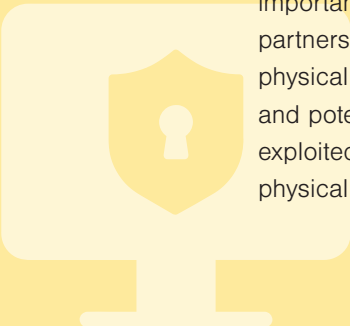 importan
partners
physical
and pote
exploited
physical